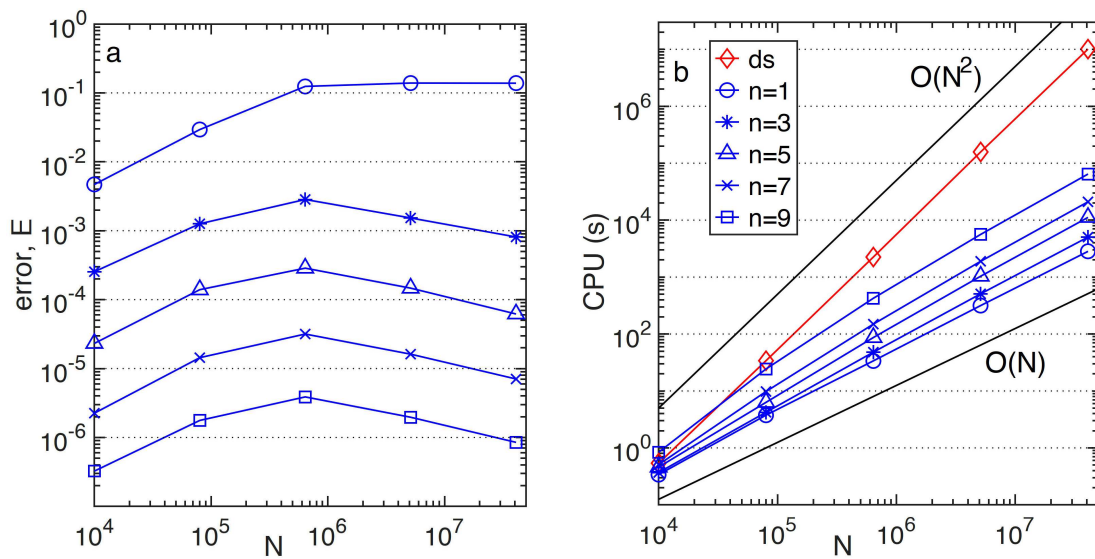 a
10^0
10^-1
10^-2
10^-3
10^-4
10^-5
10^-6
error, E
10^4
10^5
10^6
10^7
N
b
ds
n=1
n=3
n=5
n=7
n=9
O(N^2)
O(N)
10^6
10^4
10^2
10^0
CPU (s)
10^4
10^5
10^6
10^7
N